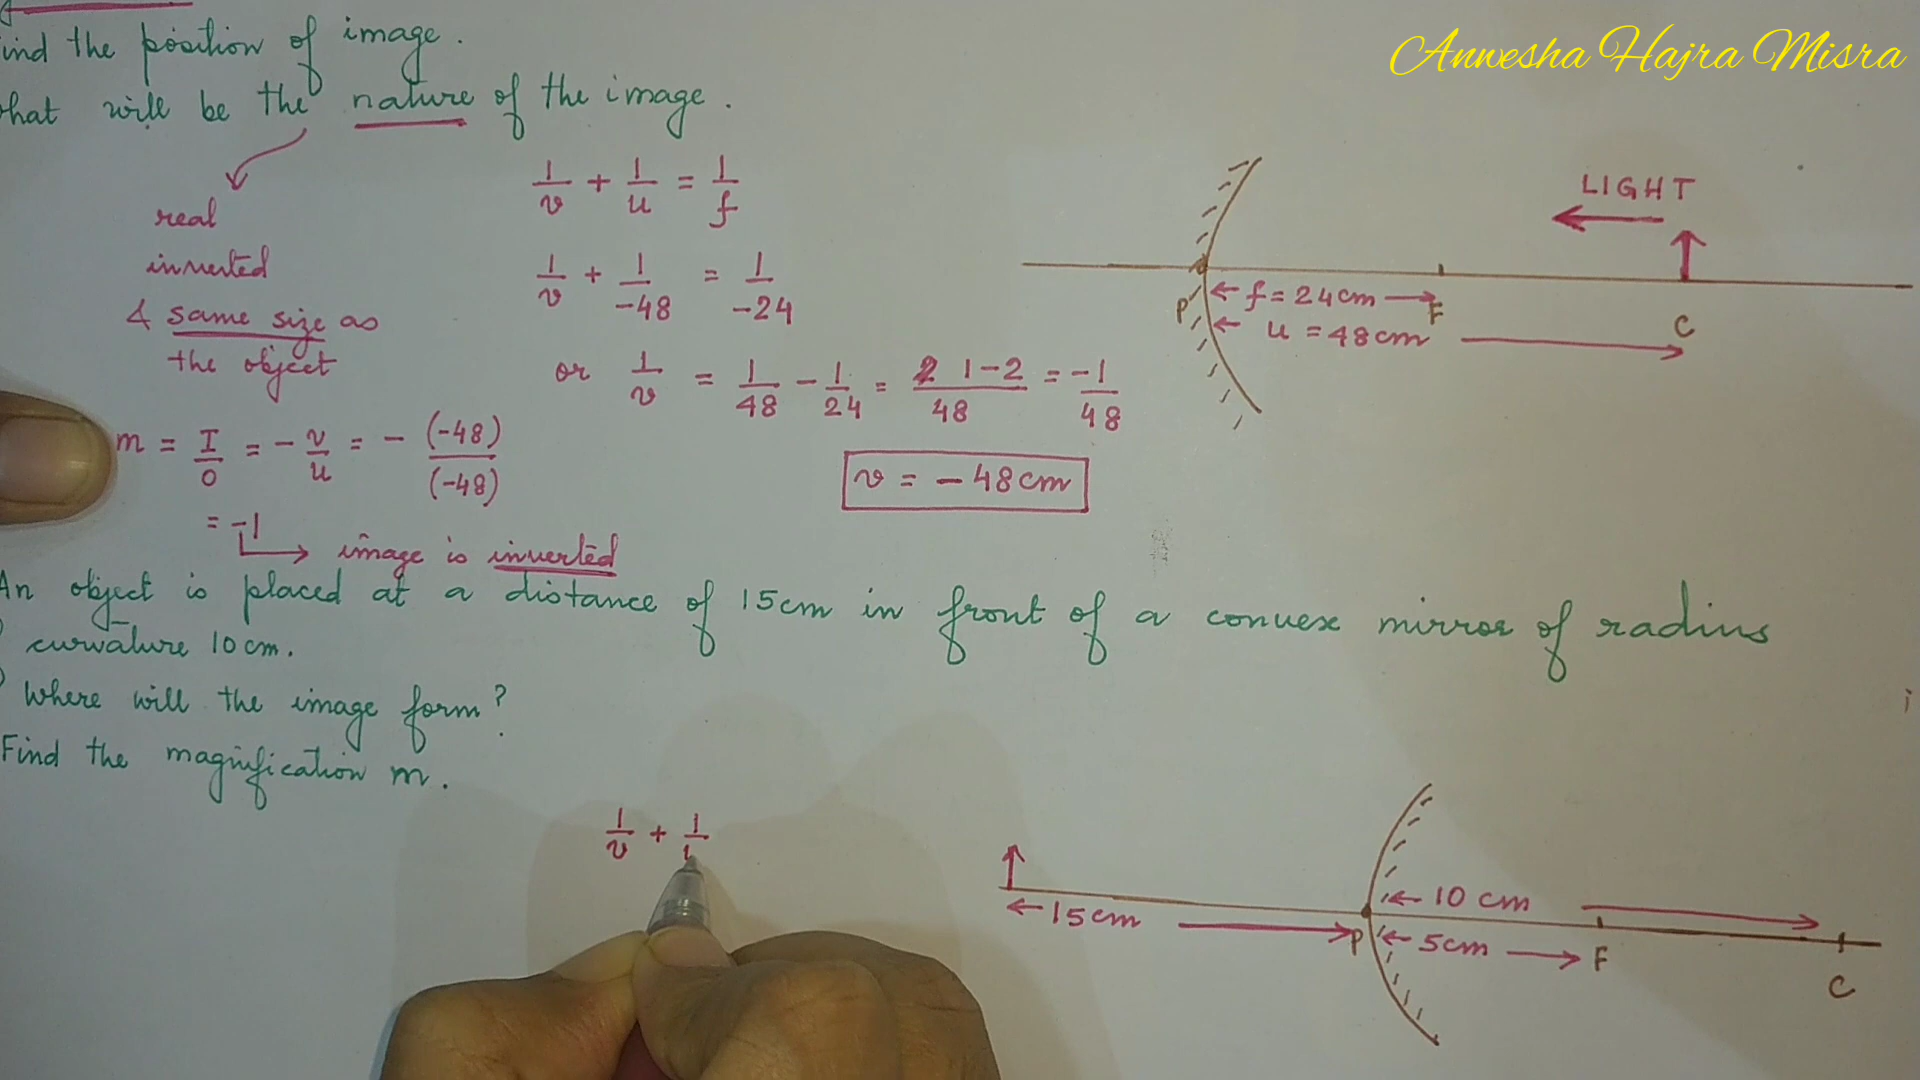 Anwesha Hajra Misra
ind the position of image.
hat will be the nature of the image.
real
inverted
& same size as
the object
1/v + 1/u = 1/f
1/v + 1/-48 = 1/-24
or 1/v = 1/48 - 1/24 = 1-2/48 = -1/48
v = -48cm
m = I/O = - v/u = - (-48)/(-48)
= -1
image is inverted
LIGHT
f = 24cm
u = 48cm
P
F
C
An object is placed at a distance of 15cm in front of a convex mirror of radius
curvature 10cm.
Where will the image form?
Find the magnification m.
1/v + 1/
15cm
10 cm
5cm
P
F
C